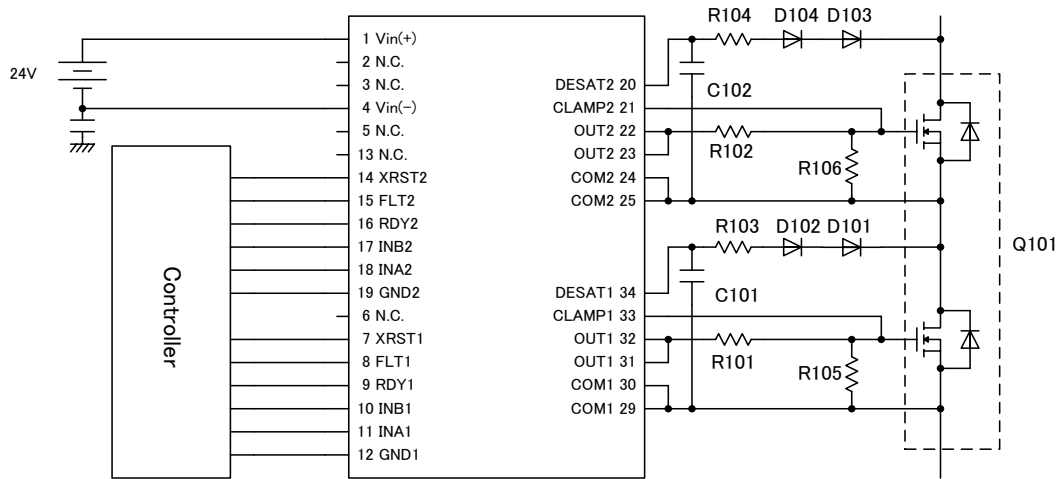 R104 D104 D103
1 Vin(+)
2 N.C.
24V
3 N.C.
DESAT2 20
C102
4 Vin(-)
CLAMP2 21
5 N.C.
OUT2 22
R102
13 N.C.
OUT2 23
R106
14 XRST2
COM2 24
15 FLT2
COM2 25
16 RDY2
R103 D102 D101
17 INB2
Q101
18 INA2
Controller
19 GND2
DESAT1 34
C101
6 N.C.
CLAMP1 33
7 XRST1
OUT1 32
R101
8 FLT1
OUT1 31
R105
9 RDY1
COM1 30
10 INB1
COM1 29
11 INA1
12 GND1